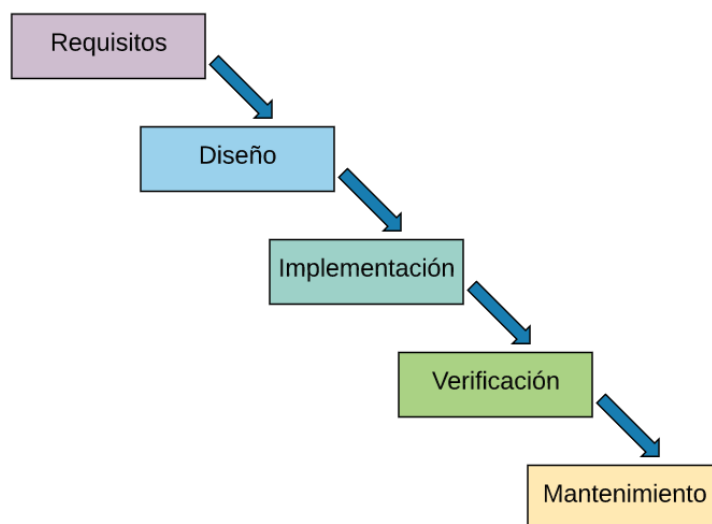 Requisitos
Diseño
Implementación
Verificación
Mantenimiento